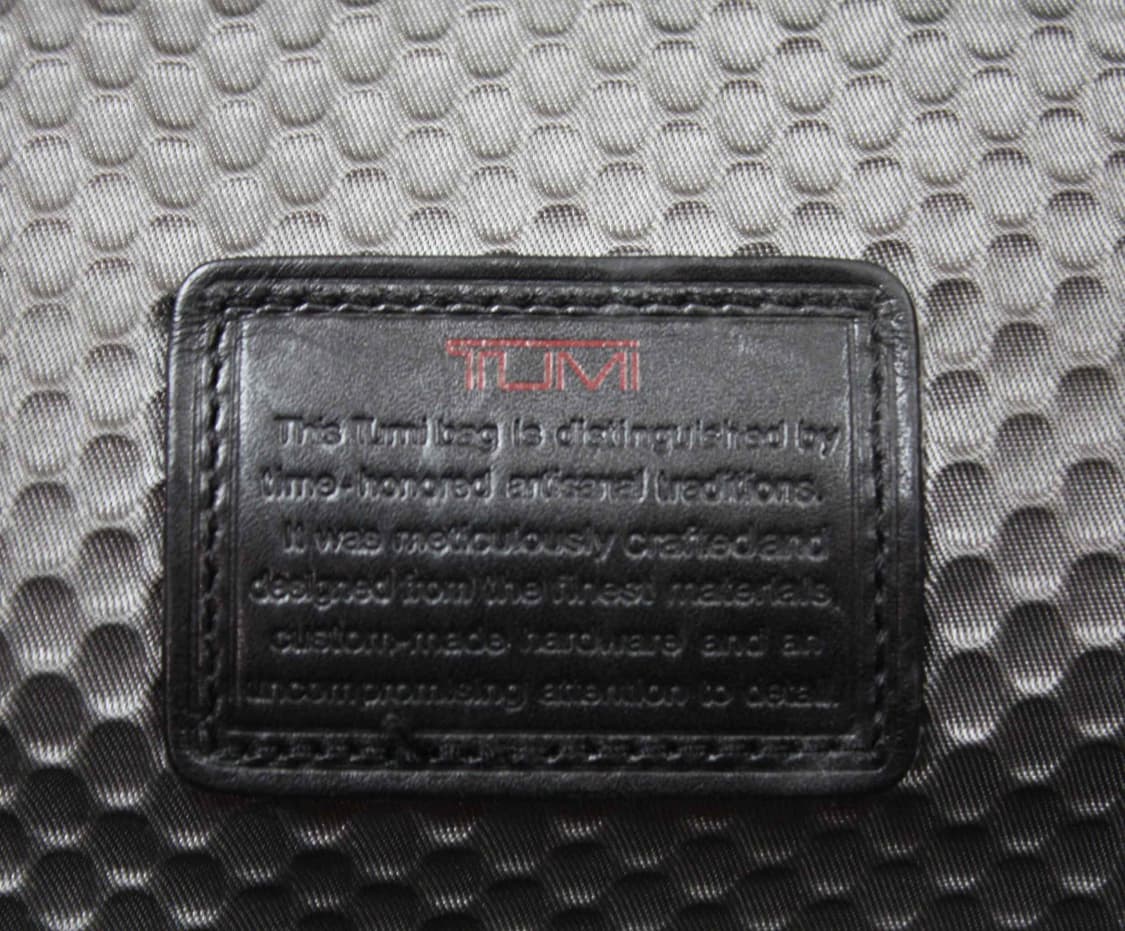 TUMI
This Tumi bag is distinguished by
time-honored artisanal traditions.
It was meticulously crafted and
designed from the finest materials,
custom-made hardware and an
uncompromising attention to detail.